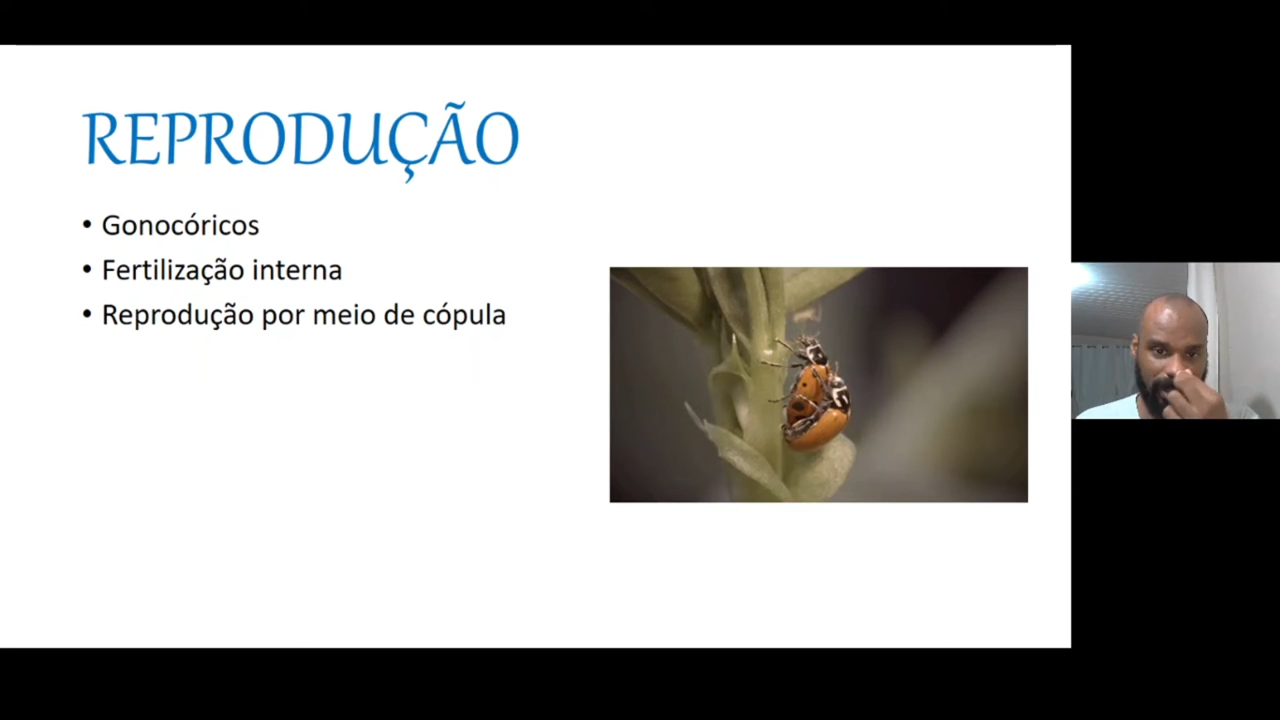 REPRODUÇÃO
• Gonocóricos
• Fertilização interna
• Reprodução por meio de cópula